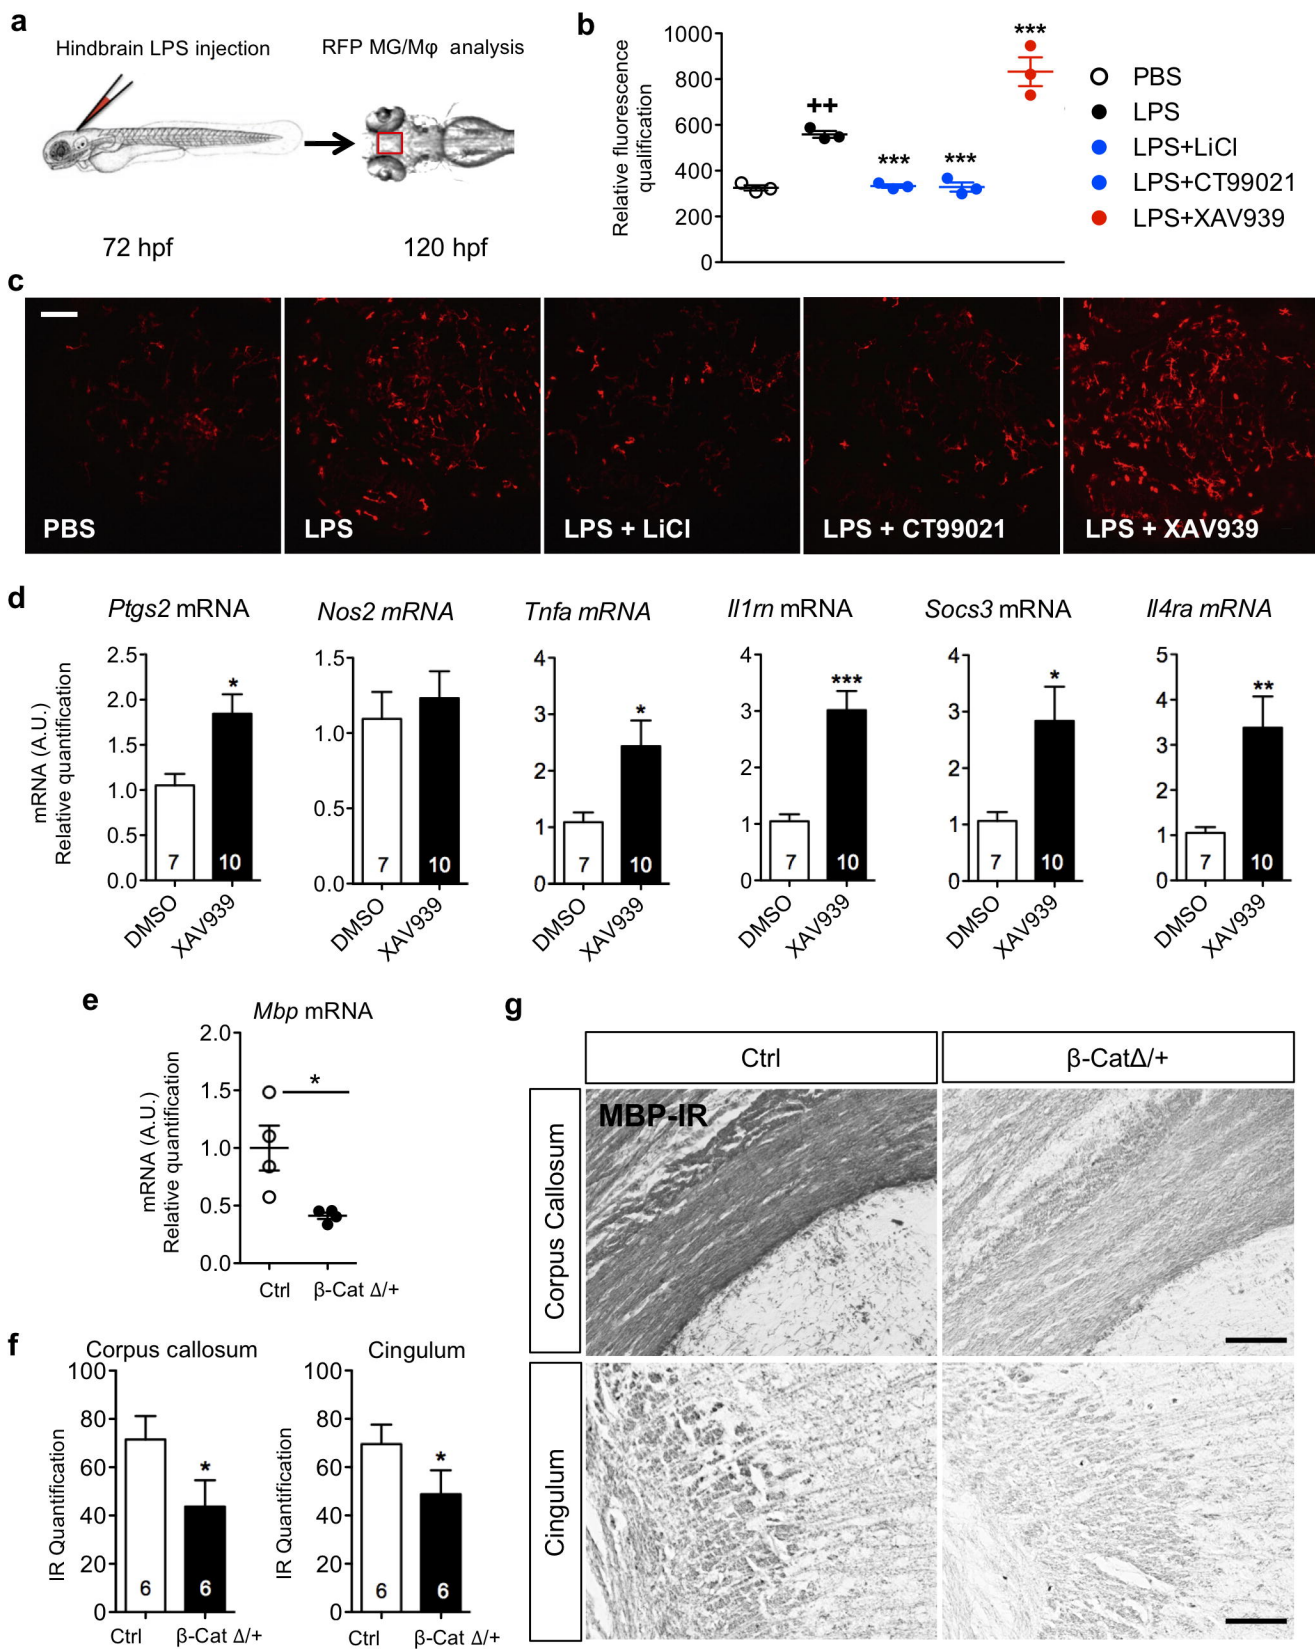 a
Hindbrain LPS injection
RFP MG/Mφ analysis
72 hpf
120 hpf
b
Relative fluorescence
qualification
1000
800
600
400
200
0
++
***
***
***
PBS
LPS
LPS+LiCl
LPS+CT99021
LPS+XAV939
c
PBS
LPS
LPS + LiCl
LPS + CT99021
LPS + XAV939
d
mRNA (A.U.)
Relative quantification
Ptgs2 mRNA
2.5
2.0
1.5
1.0
0.5
0.0
*
7
10
DMSO
XAV939
Nos2 mRNA
1.5
1.0
0.5
0.0
7
10
DMSO
XAV939
Tnfa mRNA
4
3
2
1
0
*
7
10
DMSO
XAV939
Il1rn mRNA
4
3
2
1
0
***
7
10
DMSO
XAV939
Socs3 mRNA
4
3
2
1
0
*
7
10
DMSO
XAV939
Il4ra mRNA
5
4
3
2
1
0
**
7
10
DMSO
XAV939
e
Mbp mRNA
mRNA (A.U.)
Relative quantification
2.0
1.5
1.0
0.5
0.0
*
Ctrl
β-Cat Δ/+
f
Corpus callosum
IR Quantification
100
80
60
40
20
0
*
6
6
Ctrl
β-Cat Δ/+
Cingulum
IR Quantification
100
80
60
40
20
0
*
6
6
Ctrl
β-Cat Δ/+
g
Ctrl
β-CatΔ/+
Corpus Callosum
MBP-IR
Cingulum